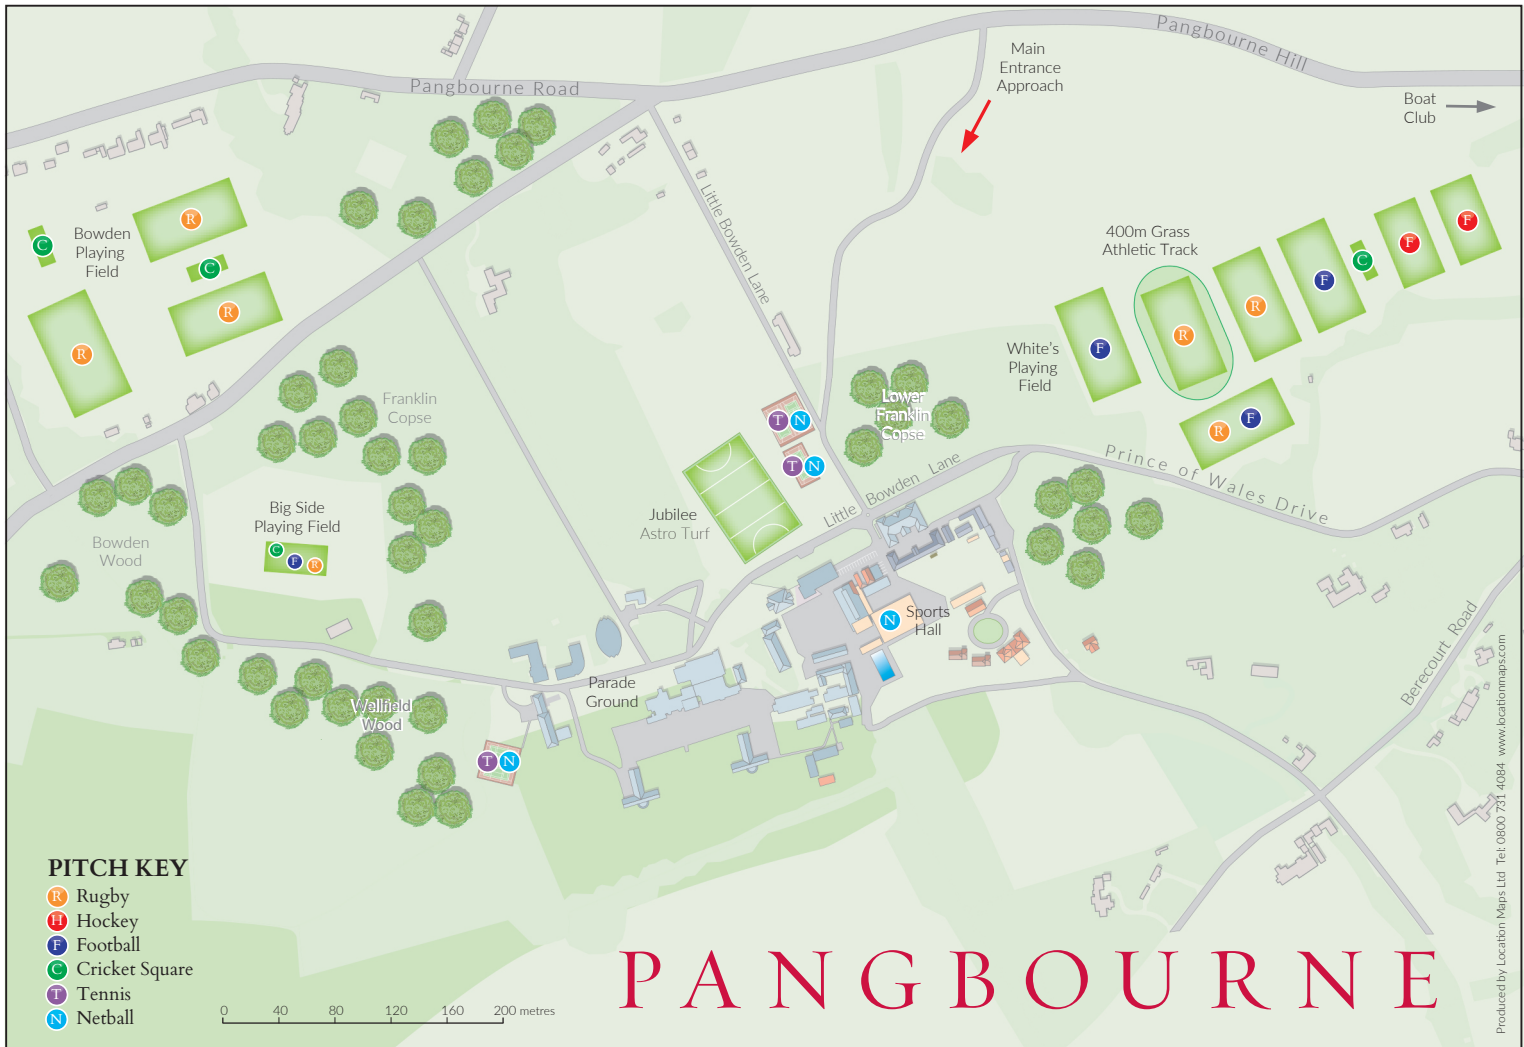 Pangbourne Road
Pangbourne Hill
Main
Entrance
Approach
Boat
Club
Little Bowden Lane
R
C
Bowden
Playing
Field
C
R
R
400m Grass
Athletic Track
F
F
C
F
R
R
F
White's
Playing
Field
R
F
Franklin
Copse
Lower
Franklin
Copse
T
N
T
N
Little Bowden Lane
Prince of Wales Drive
Jubilee
Astro Turf
Big Side
Playing Field
C
F
R
Bowden
Wood
N
Sports
Hall
Parade
Ground
Wellfield
Wood
T
N
Berecourt Road
PITCH KEY
R Rugby
H Hockey
F Football
C Cricket Square
T Tennis
N Netball
0 40 80 120 160 200 metres
PANGBOURNE
Produced by Location Maps Ltd Tel: 0800 731 4084 www.locationmaps.com